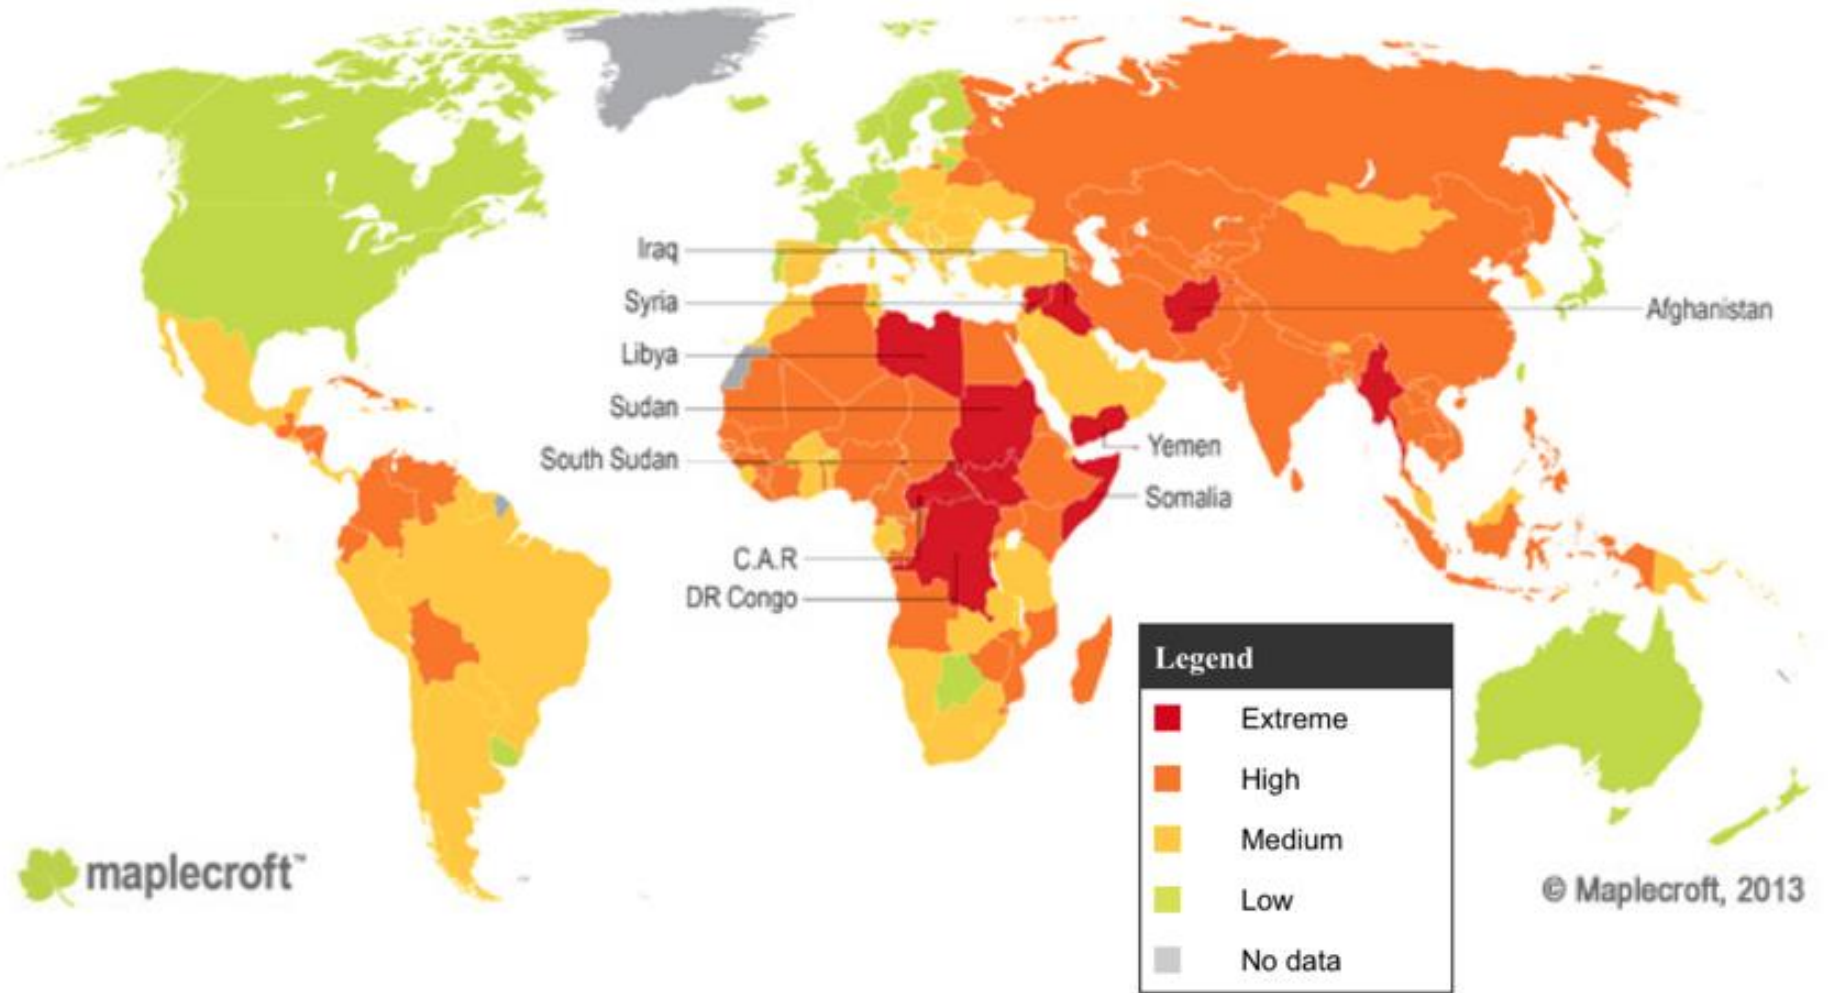 Iraq
Syria
Afghanistan
Libya
Sudan
Yemen
South Sudan
Somalia
C.A.R
DR Congo
Legend
Extreme
High
Medium
Low
No data
maplecroft™
© Maplecroft, 2013